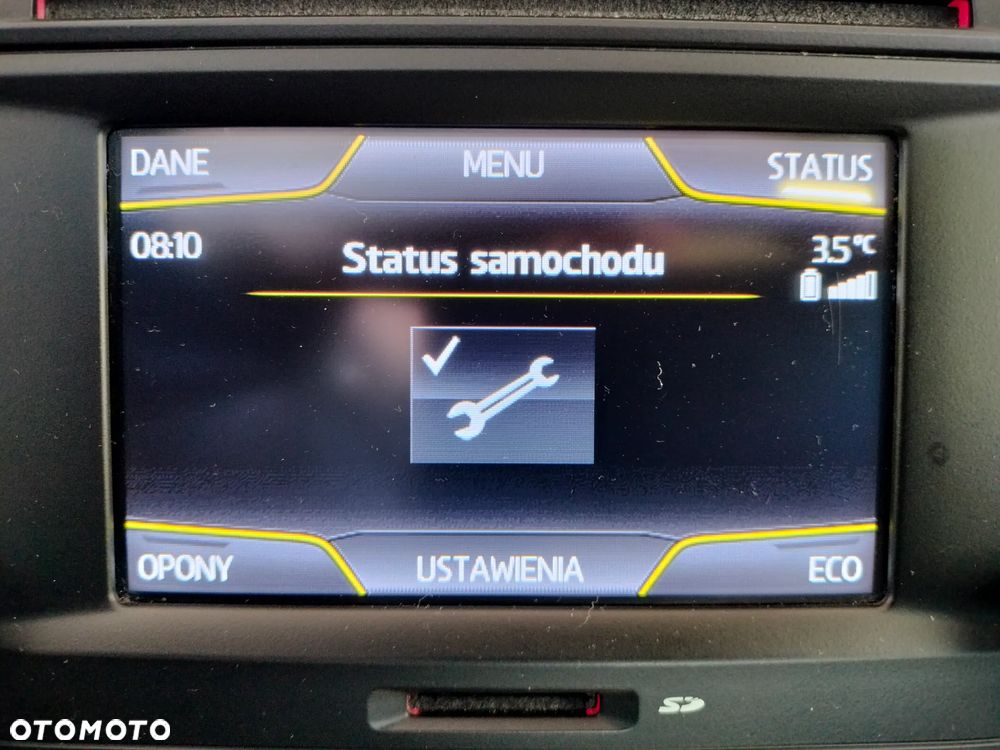 DANE
MENU
STATUS
08:10
Status samochodu
3.5°C
OPONY
USTAWIENIA
ECO
SD
OTOMOTO